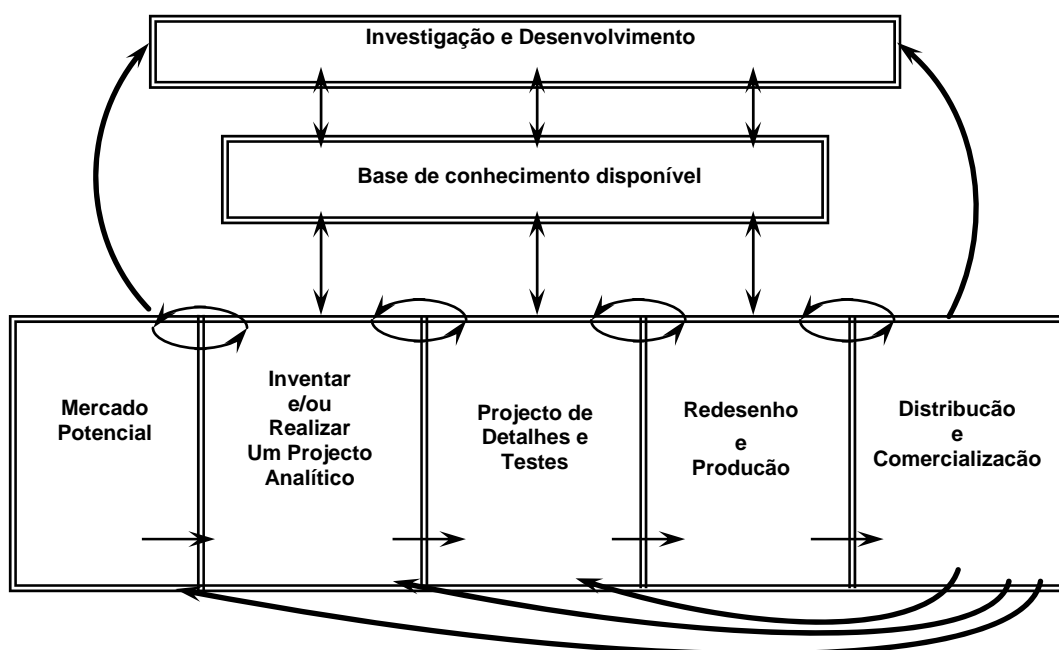 Investigação e Desenvolvimento
Base de conhecimento disponível
Mercado
Potencial
Inventar
e/ou
Realizar
Um Projecto
Analítico
Projecto de
Detalhes e
Testes
Redesenho
e
Producão
Distribucão
e
Comercializacão